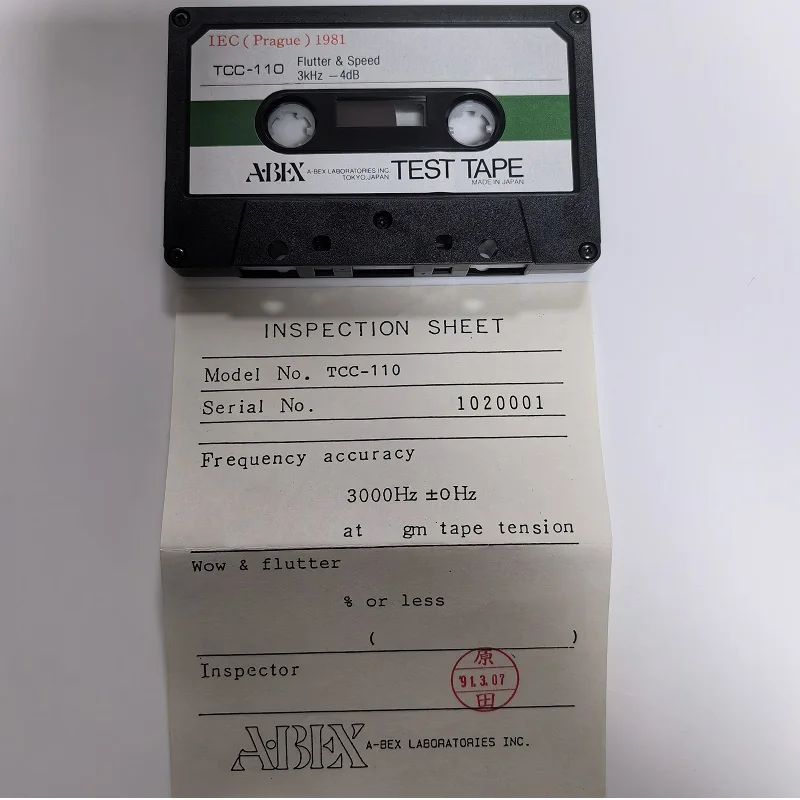 IEC (Prague) 1981
TCC-110 Flutter & Speed
3kHz -4dB
A·BEX A-BEX LABORATORIES INC.
TOKYO.JAPAN
TEST TAPE
MADE IN JAPAN
INSPECTION SHEET
Model No. TCC-110
Serial No. 1020001
Frequency accuracy
3000Hz ±0Hz
at gm tape tension
Wow & flutter
% or less
( )
Inspector
原
'91.3.07
田
A·BEX A-BEX LABORATORIES INC.